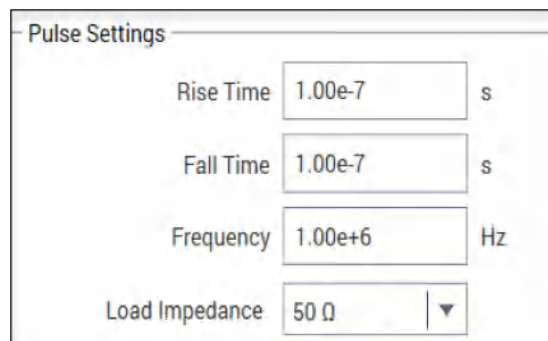 Pulse Settings
Rise Time 1.00e-7 s
Fall Time 1.00e-7 s
Frequency 1.00e+6 Hz
Load Impedance 50 Ω